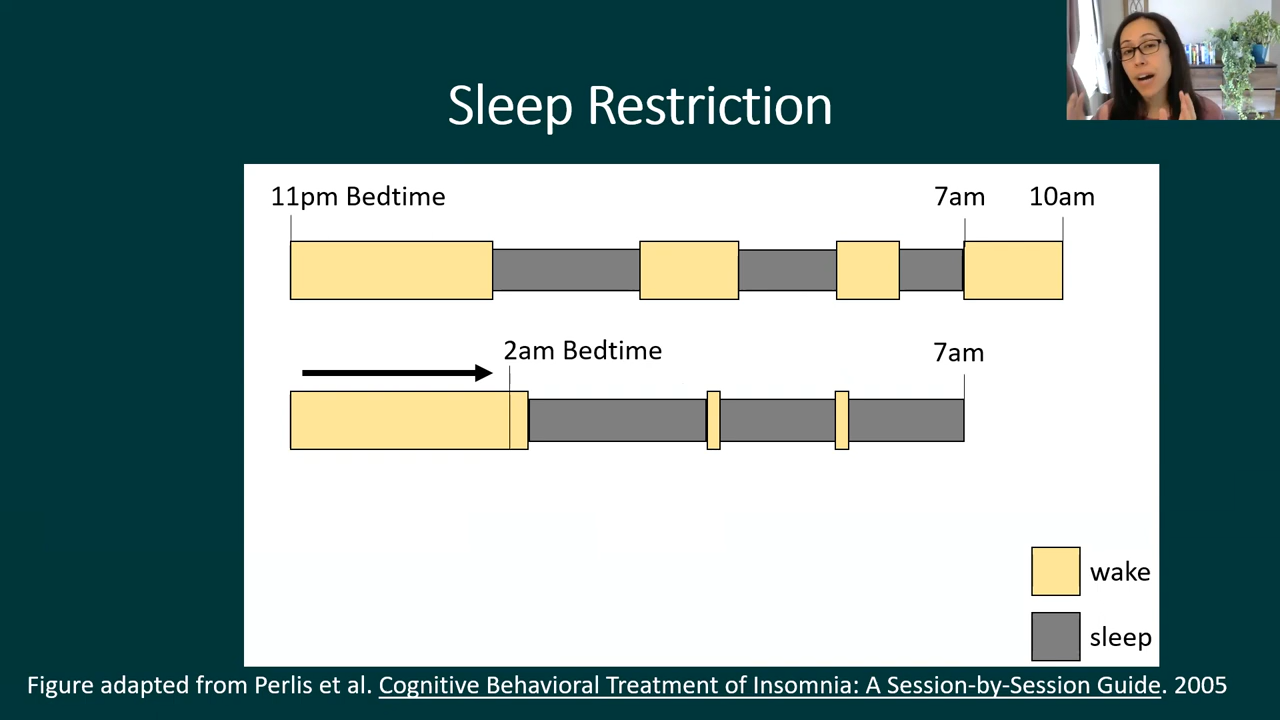 Sleep Restriction
11pm Bedtime
7am
10am
2am Bedtime
7am
wake
sleep
Figure adapted from Perlis et al. Cognitive Behavioral Treatment of Insomnia: A Session-by-Session Guide. 2005